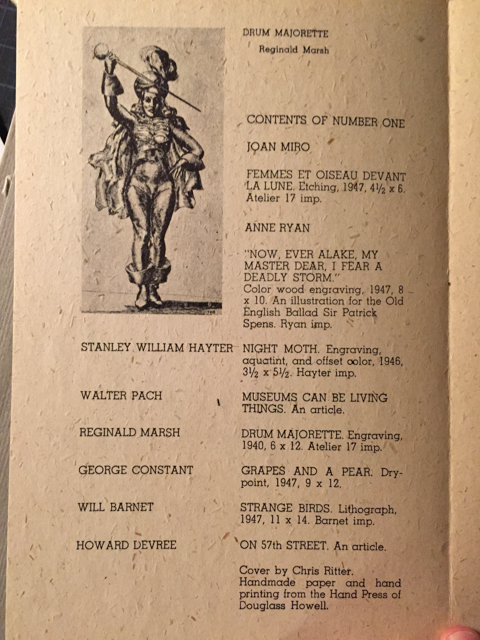 DRUM MAJORETTE
Reginald Marsh
CONTENTS OF NUMBER ONE
JOAN MIRO
FEMMES ET OISEAU DEVANT
LA LUNE. Etching, 1947, 4½ x 6.
Atelier 17 imp.
ANNE RYAN
"NOW, EVER ALAKE, MY
MASTER DEAR, I FEAR A
DEADLY STORM."
Color wood engraving, 1947, 8
x 10. An illustration for the Old
English Ballad Sir Patrick
Spens. Ryan imp.
STANLEY WILLIAM HAYTER NIGHT MOTH. Engraving,
aquatint, and offset color, 1946,
3½ x 5½. Hayter imp.
WALTER PACH MUSEUMS CAN BE LIVING
THINGS. An article.
REGINALD MARSH DRUM MAJORETTE. Engraving,
1940, 6 x 12. Atelier 17 imp.
GEORGE CONSTANT GRAPES AND A PEAR. Dry-
point, 1947, 9 x 12.
WILL BARNET STRANGE BIRDS. Lithograph,
1947, 11 x 14. Barnet imp.
HOWARD DEVREE ON 57th STREET. An article.
Cover by Chris Ritter.
Handmade paper and hand
printing from the Hand Press of
Douglass Howell.